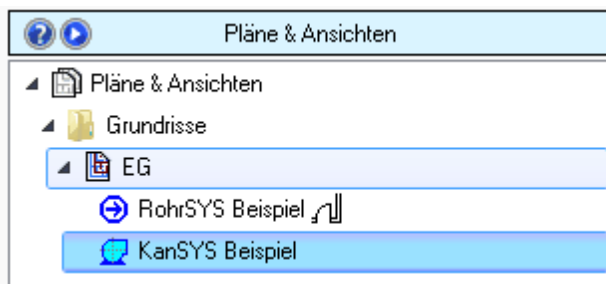 Pläne & Ansichten
Pläne & Ansichten
Grundrisse
EG
RohrSYS Beispiel
KanSYS Beispiel